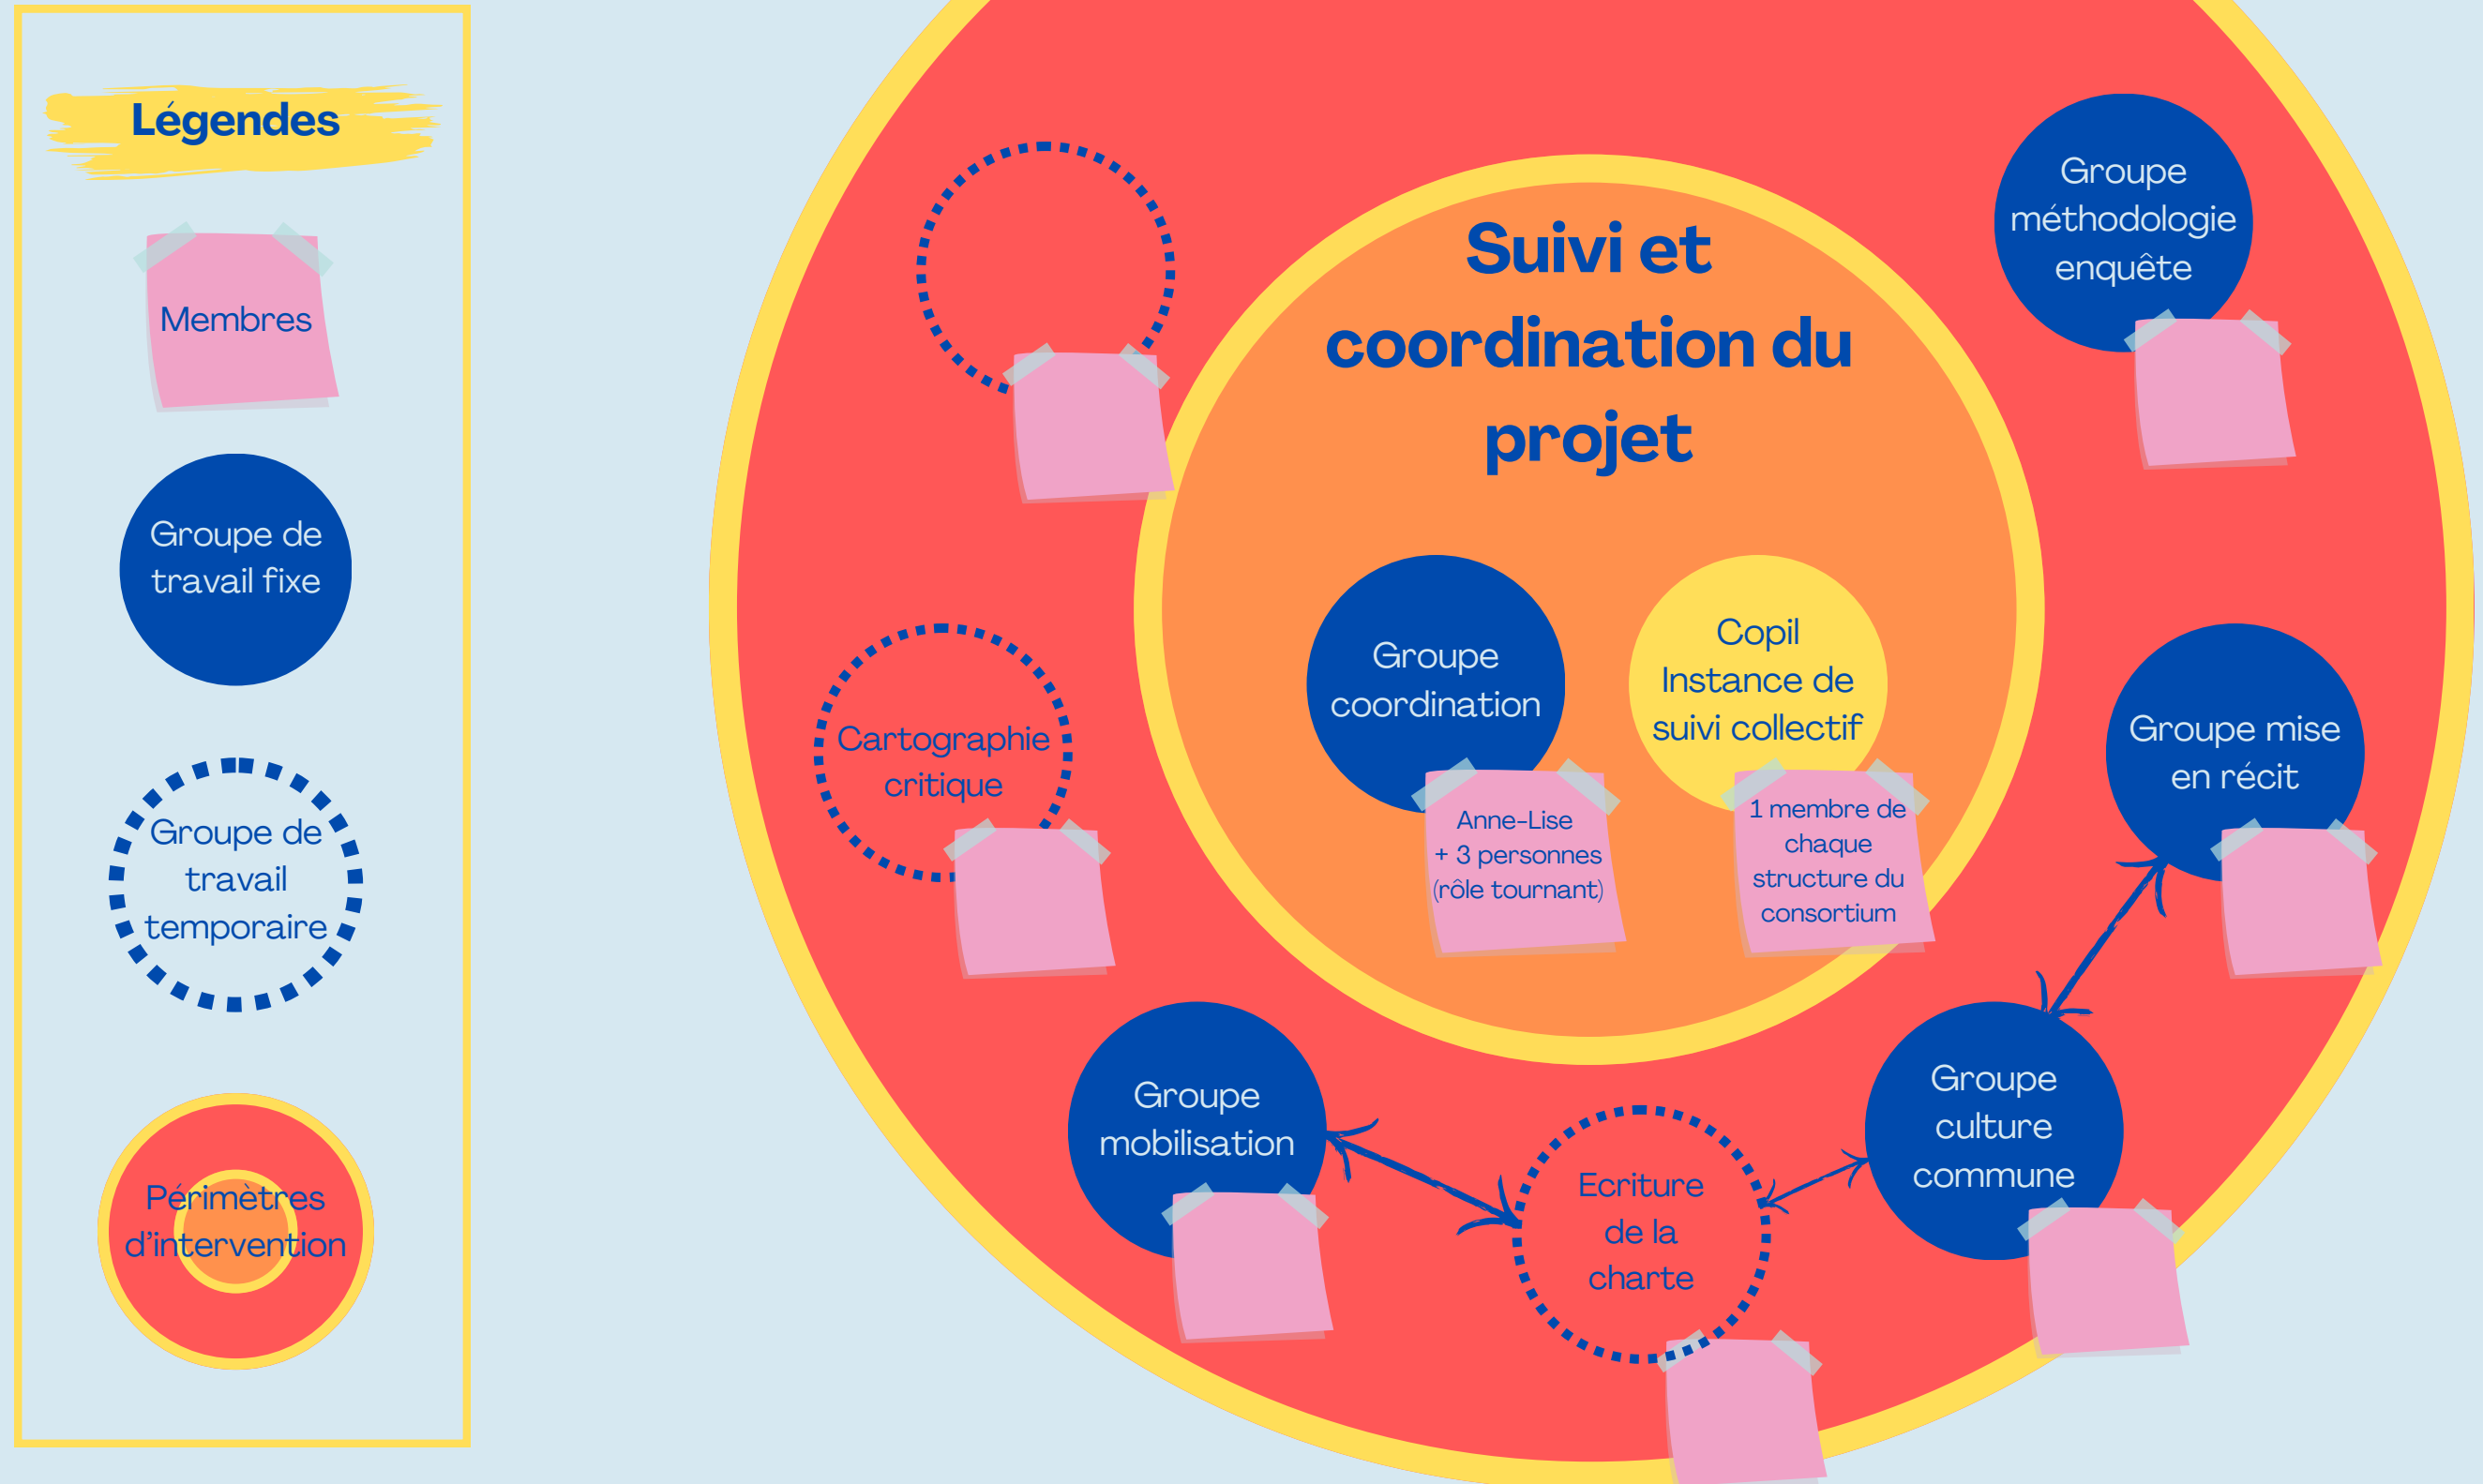 Légendes
Membres
Groupe de
travail fixe
Groupe de
travail
temporaire
Périmètres
d'intervention
Suivi et
coordination du
projet
Groupe
coordination
Anne-Lise
+ 3 personnes
(rôle tournant)
Copil
Instance de
suivi collectif
1 membre de
chaque
structure du
consortium
Groupe
méthodologie
enquête
Groupe mise
en récit
Groupe
culture
commune
Ecriture
de la
charte
Groupe
mobilisation
Cartographie
critique